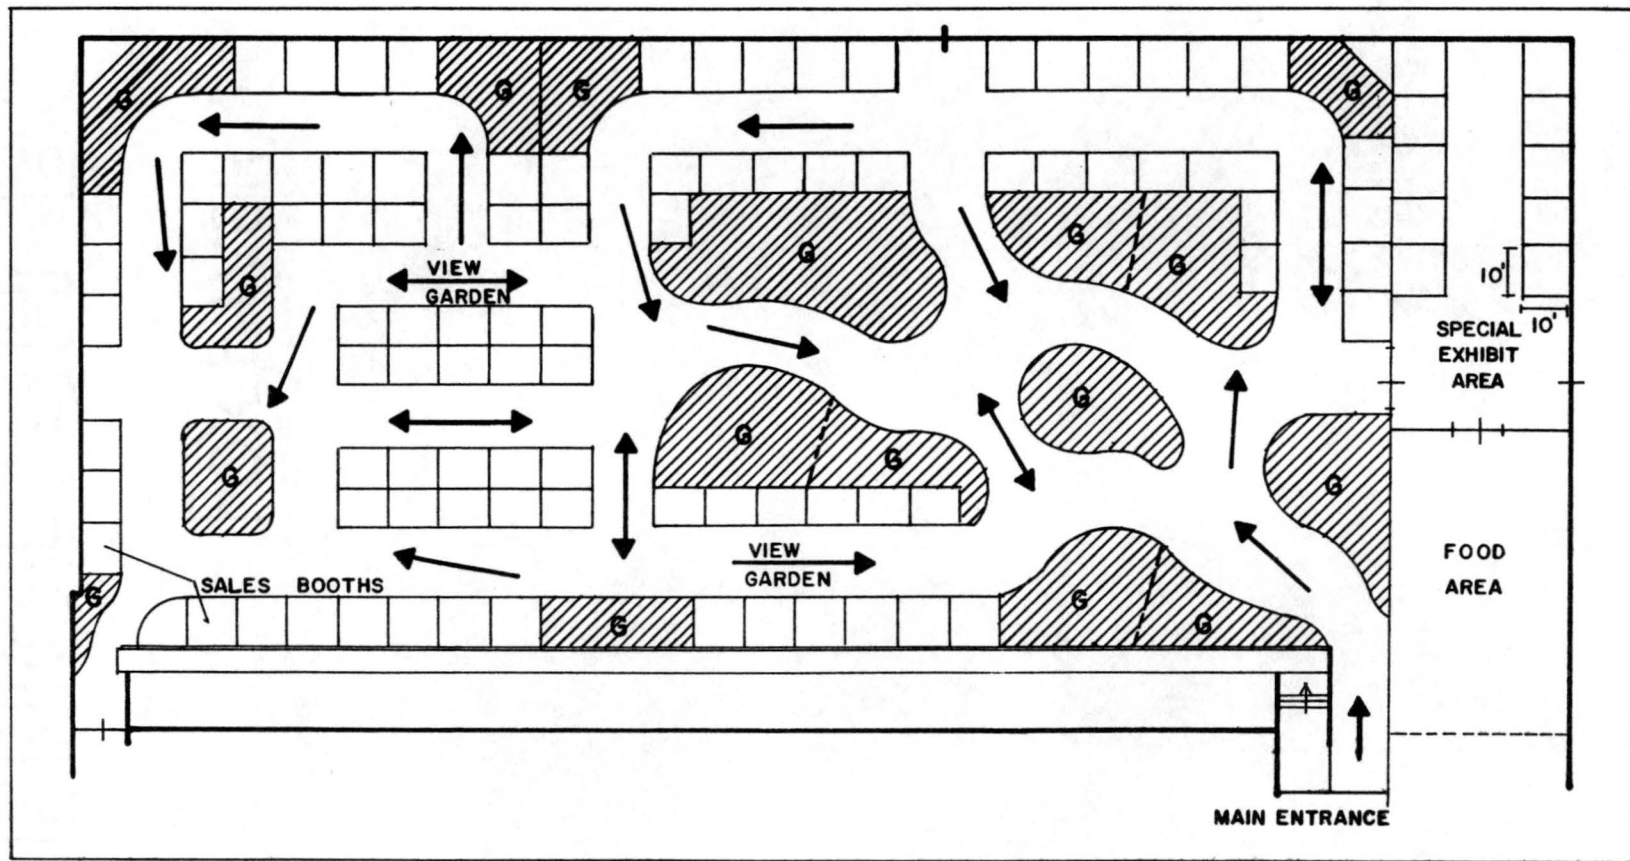 G
G
G
G
G
G
G
G
10'
VIEW
GARDEN
G
10'
SPECIAL
EXHIBIT
AREA
G
G
G
G
G
VIEW
GARDEN
FOOD
AREA
SALES BOOTHS
G
G
G
G
MAIN ENTRANCE